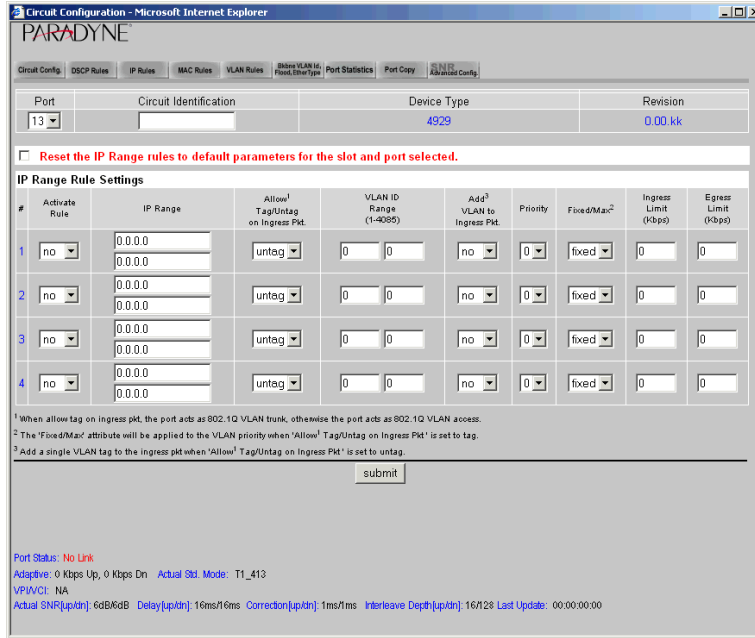 Circuit Configuration - Microsoft Internet Explorer
PARADYNE
Circuit Config. DSCP Rules IP Rules MAC Rules VLAN Rules Bkbne VLAN Id, Flood, EtherType Port Statistics Port Copy SNR Advanced Config.
Port Circuit Identification Device Type Revision
13 4929 0.00.kk
Reset the IP Range rules to default parameters for the slot and port selected.
IP Range Rule Settings
# Activate Rule IP Range Allow1 Tag/Untag on Ingress Pkt. VLAN ID Range (1-4085) Add3 VLAN to Ingress Pkt. Priority Fixed/Max2 Ingress Limit (Kbps) Egress Limit (Kbps)
1 no 0.0.0.0 0.0.0.0 untag 0 0 no 0 fixed 0 0
2 no 0.0.0.0 0.0.0.0 untag 0 0 no 0 fixed 0 0
3 no 0.0.0.0 0.0.0.0 untag 0 0 no 0 fixed 0 0
4 no 0.0.0.0 0.0.0.0 untag 0 0 no 0 fixed 0 0
1 When allow tag on ingress pkt, the port acts as 802.1Q VLAN trunk, otherwise the port acts as 802.1Q VLAN access.
2 The 'Fixed/Max' attribute will be applied to the VLAN priority when 'Allow1 Tag/Untag on Ingress Pkt' is set to tag.
3 Add a single VLAN tag to the ingress pkt when 'Allow1 Tag/Untag on Ingress Pkt' is set to untag.
submit
Port Status: No Link
Adaptive: 0 Kbps Up, 0 Kbps Dn Actual Std. Mode: T1_413
VPI/VCI: NA
Actual SNR[up/dn]: 6dB/6dB Delay[up/dn]: 16ms/16ms Correction[up/dn]: 1ms/1ms Interleave Depth[up/dn]: 16/128 Last Update: 00:00:00:00